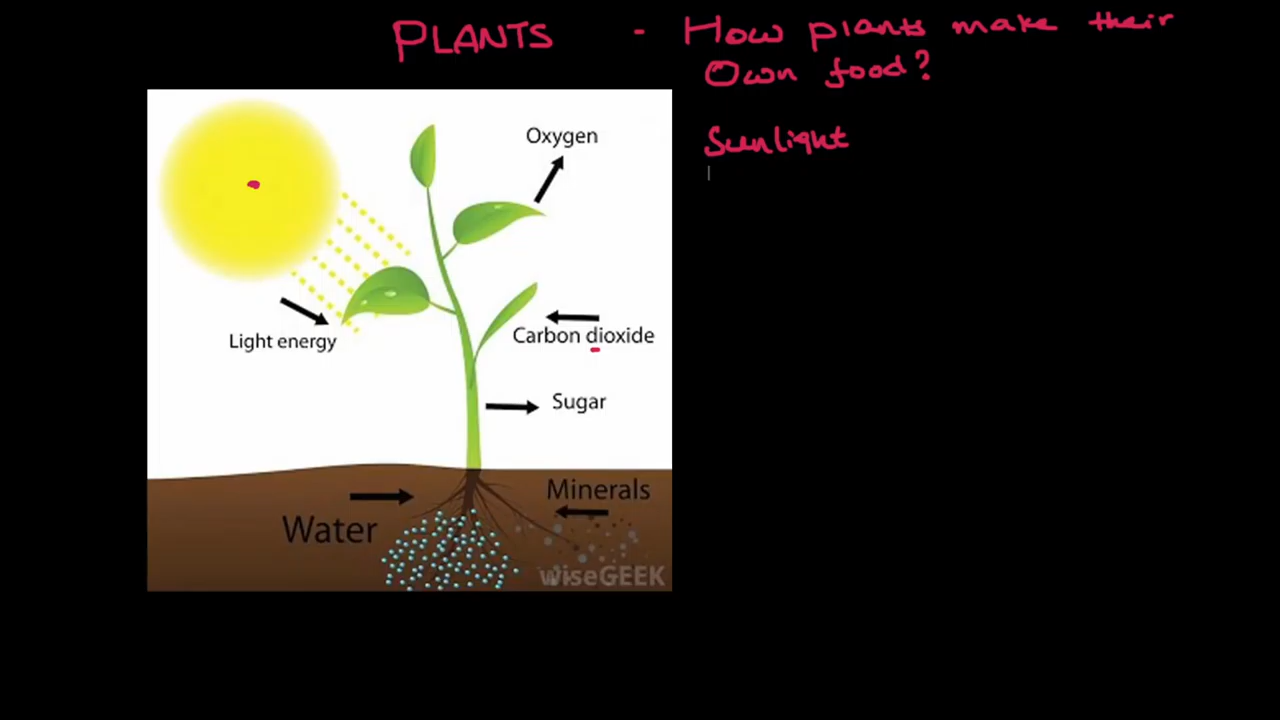 PLANTS - How plants make their
Own food?
Sunlight
Oxygen
Light energy
Carbon dioxide
Sugar
Minerals
Water
wiseGEEK